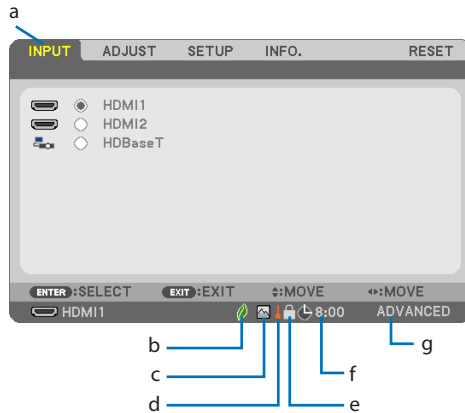 a
INPUT ADJUST SETUP INFO. RESET
HDMI1
HDMI2
HDBaseT
ENTER:SELECT EXIT:EXIT :MOVE :MOVE
HDMI1 8:00 ADVANCED
b f g
c
d e